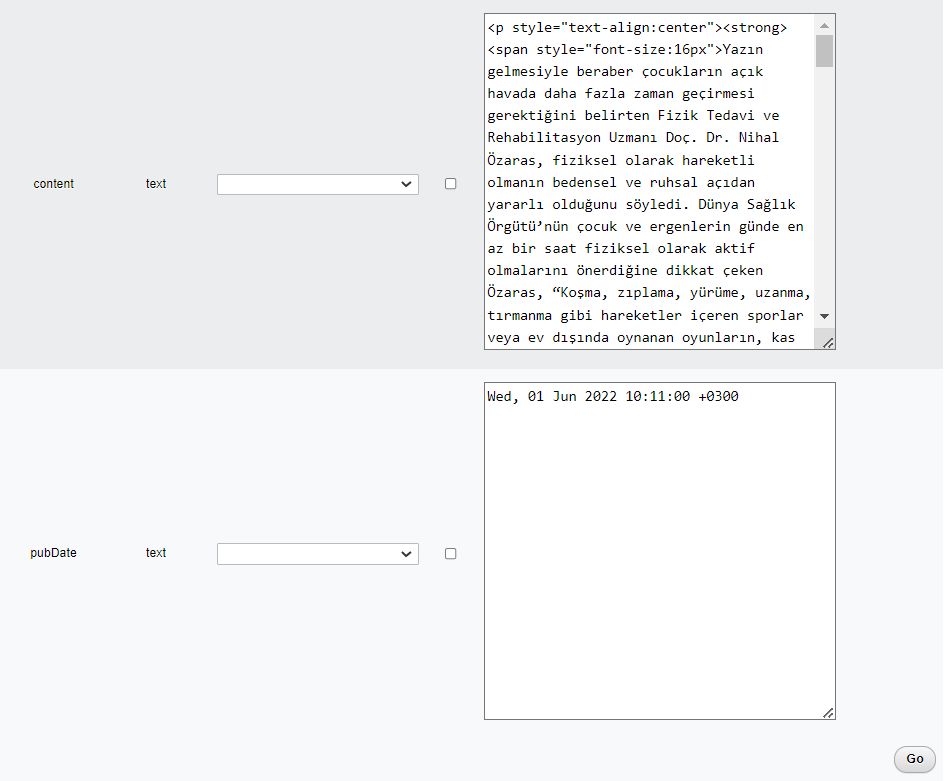 content
text
<p style="text-align:center"><strong>
<span style="font-size:16px">Yazın
gelmesiyle beraber çocukların açık
havada daha fazla zaman geçirmesi
gerektiğini belirten Fizik Tedavi ve
Rehabilitasyon Uzmanı Doç. Dr. Nihal
Özaras, fiziksel olarak hareketli
olmanın bedensel ve ruhsal açıdan
yararlı olduğunu söyledi. Dünya Sağlık
Örgütü’nün çocuk ve ergenlerin günde en
az bir saat fiziksel olarak aktif
olmalarını önerdiğine dikkat çeken
Özaras, “Koşma, zıplama, yürüme, uzanma,
tırmanma gibi hareketler içeren sporlar
veya ev dışında oynanan oyunların, kas
pubDate
text
Wed, 01 Jun 2022 10:11:00 +0300
Go